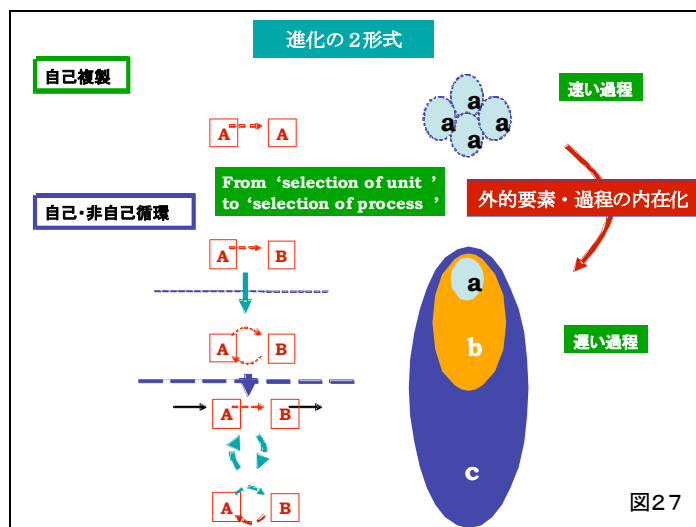 進化の２形式
自己複製
速い過程
A A
a
a a
a
From ‘selection of unit ’
to ‘selection of process ’
外的要素・過程の内在化
自己・非自己循環
A B
a
A B
b
遅い過程
A B
c
A B
図２７